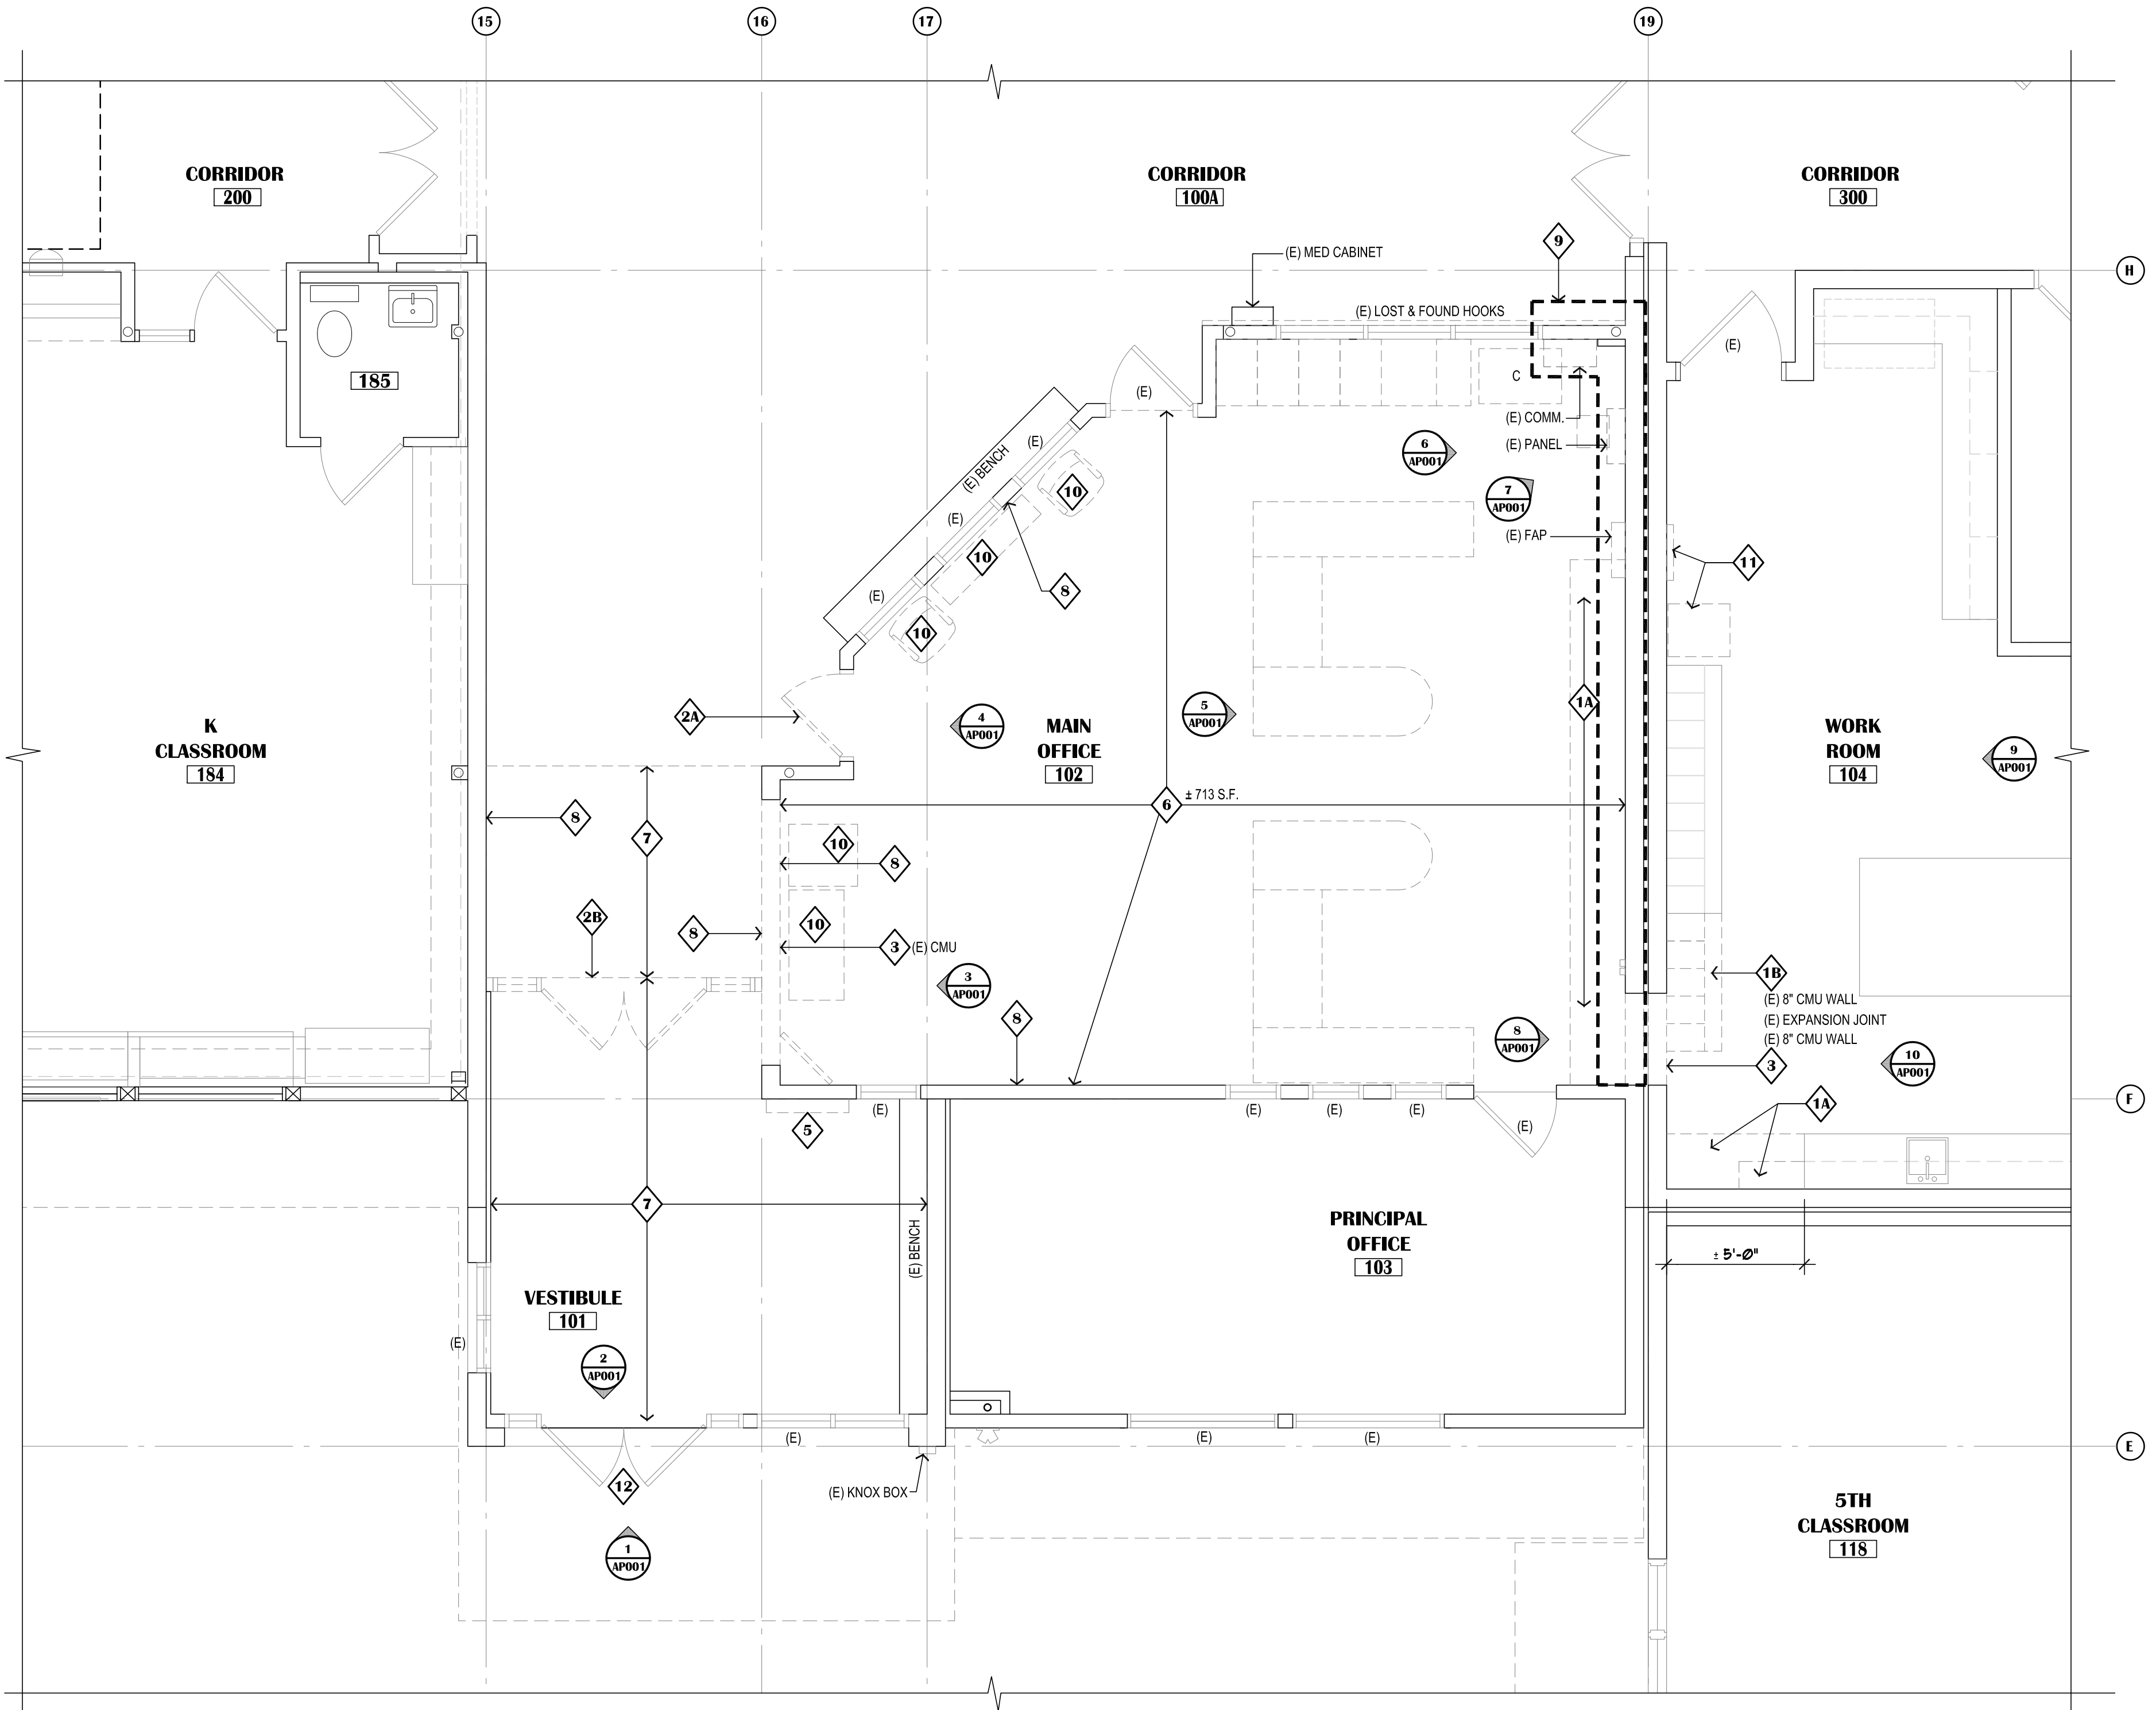 15
16
17
19
CORRIDOR
200
CORRIDOR
100A
CORRIDOR
300
9
(E) MED CABINET
H
(E) LOST & FOUND HOOKS
(E)
185
C
(E)
(E) COMM.
6
AP001
(E) PANEL
(E)
(E) BENCH
10
7
AP001
(E)
(E) FAP
10
11
8
(E)
10
2A
1A
4
AP001
5
AP001
K
CLASSROOM
184
MAIN
OFFICE
102
WORK
ROOM
104
9
AP001
6
± 713 S.F.
8
7
10
8
2B
10
8
3
(E) CMU
3
AP001
1B
(E) 8" CMU WALL
(E) EXPANSION JOINT
(E) 8" CMU WALL
8
8
AP001
10
AP001
3
F
(E)
(E)
(E)
(E)
(E)
5
1A
7
(E) BENCH
PRINCIPAL
OFFICE
103
± 5'-0"
VESTIBULE
101
(E)
2
AP001
(E)
(E)
(E)
E
12
(E) KNOX BOX
1
AP001
5TH
CLASSROOM
118